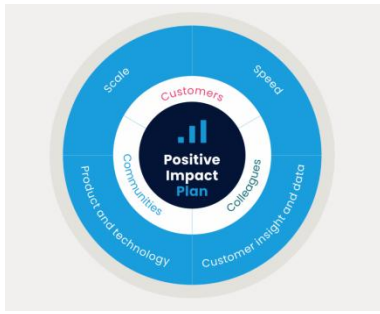 Scale
Speed
Customers
Positive
Impact
Plan
Communities
Colleagues
Product and technology
Customer insight and data